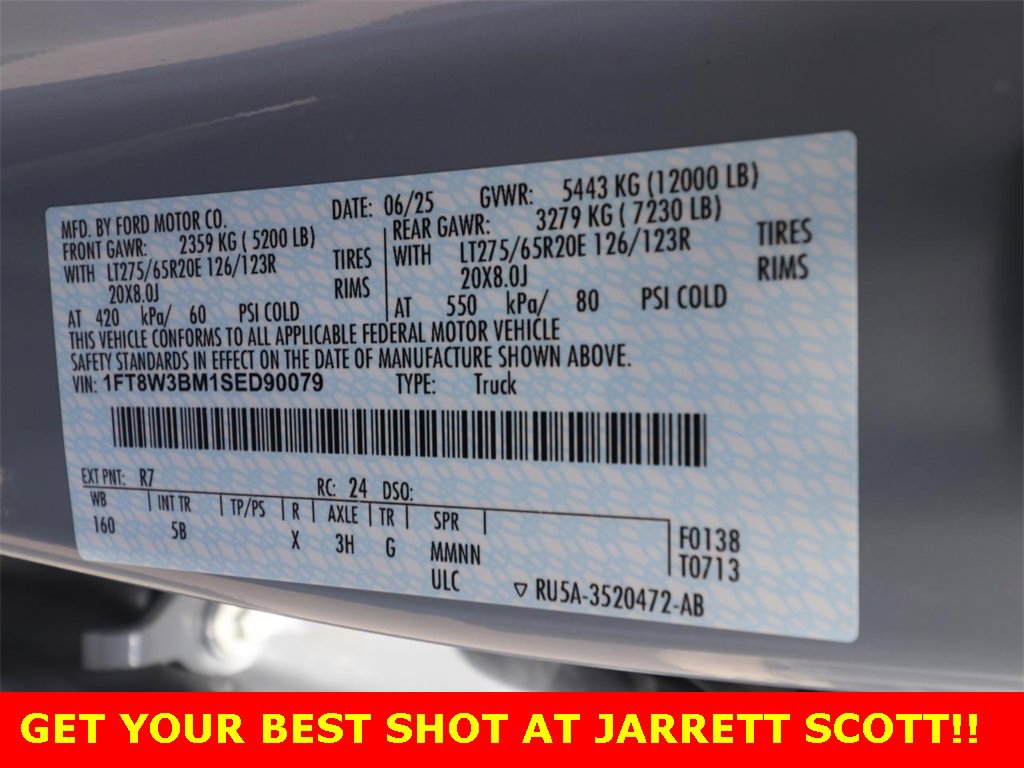 MFD. BY FORD MOTOR CO. DATE: 06/25 GVWR: 5443 KG (12000 LB)
FRONT GAWR: 2359 KG ( 5200 LB) REAR GAWR: 3279 KG ( 7230 LB)
WITH LT275/65R20E 126/123R TIRES WITH LT275/65R20E 126/123R TIRES
20X8.0J RIMS 20X8.0J RIMS
AT 420 kPa/ 60 PSI COLD AT 550 kPa/ 80 PSI COLD
THIS VEHICLE CONFORMS TO ALL APPLICABLE FEDERAL MOTOR VEHICLE
SAFETY STANDARDS IN EFFECT ON THE DATE OF MANUFACTURE SHOWN ABOVE.
VIN: 1FT8W3BM1SED90079 TYPE: Truck
EXT PNT: R7 RC: 24 DSO:
WB INT TR TP/PS R AXLE TR SPR
160 5B X 3H G MMNN F0138
ULC T0713
▽ RU5A-3520472-AB
GET YOUR BEST SHOT AT JARRETT SCOTT!!